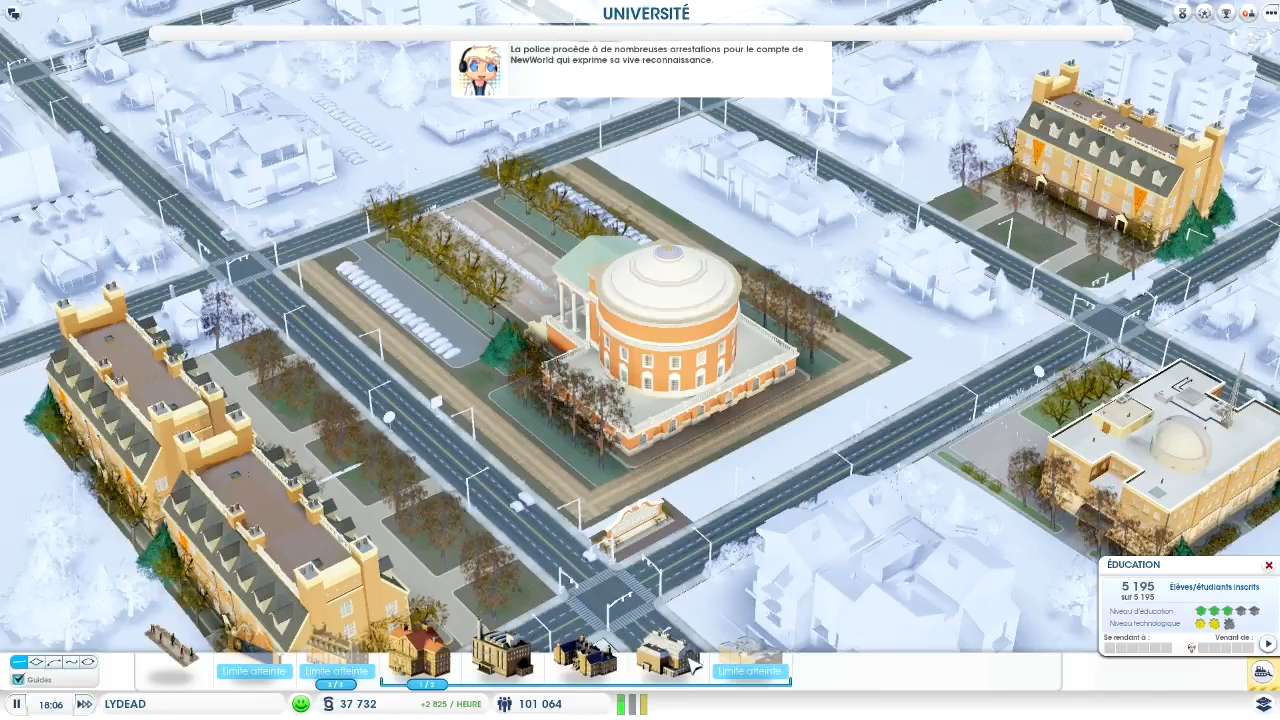 UNIVERSITÉ
La police procède à de nombreuses arrestations pour le compte de
NewWorld qui exprime sa vive reconnaissance.
ÉDUCATION
5 195
sur 5 195
Élèves/étudiants inscrits
Niveau d'éducation
Niveau technologique
Se rendant à :
Venant de :
Guides
Limite atteinte
Limite atteinte
Limite atteinte
3 / 3
1 / 2
18:06
LYDEAD
37 732
+2 825 / HEURE
101 064